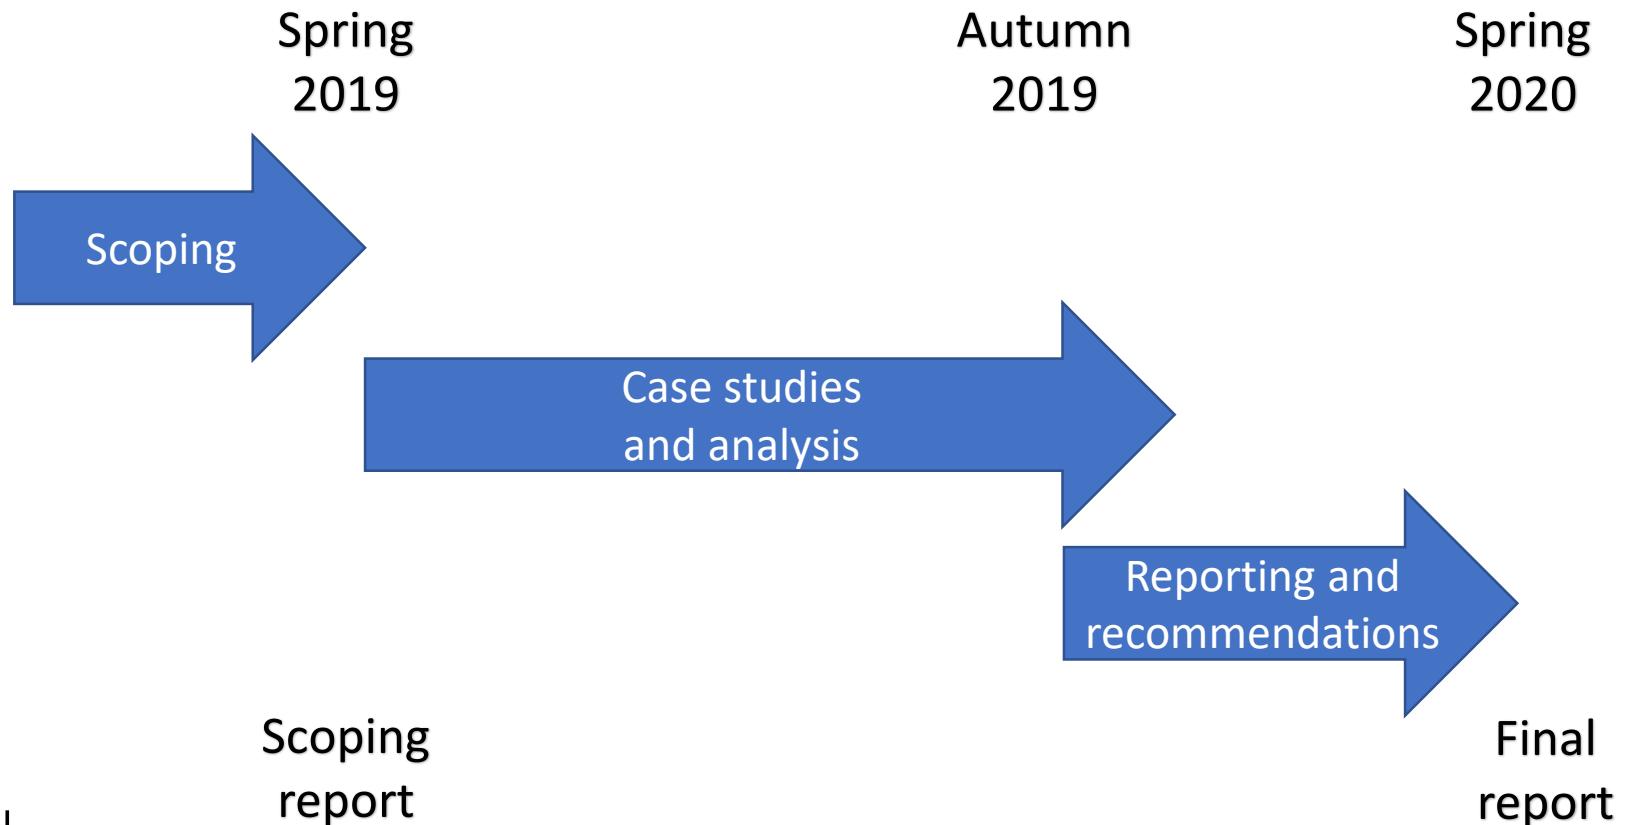 Spring
2019
Autumn
2019
Spring
2020
Scoping
Case studies
and analysis
Reporting and
recommendations
Scoping
report
Final
report